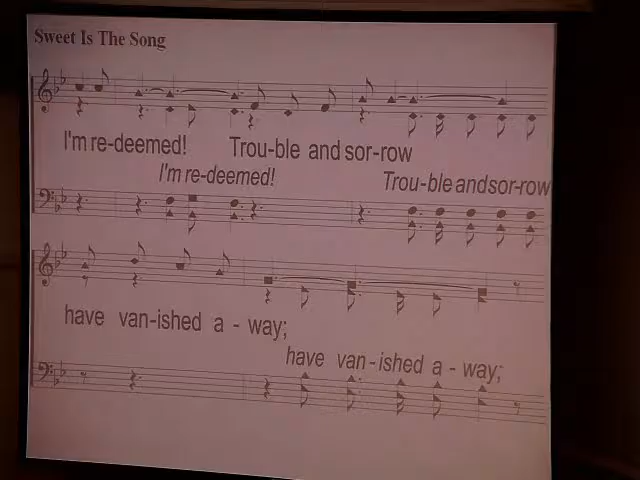 Sweet Is The Song
I'm re-deemed! Trou-ble and sor-row
I'm re-deemed! Trou-ble and sor-row
have van-ished a - way;
have van-ished a - way;